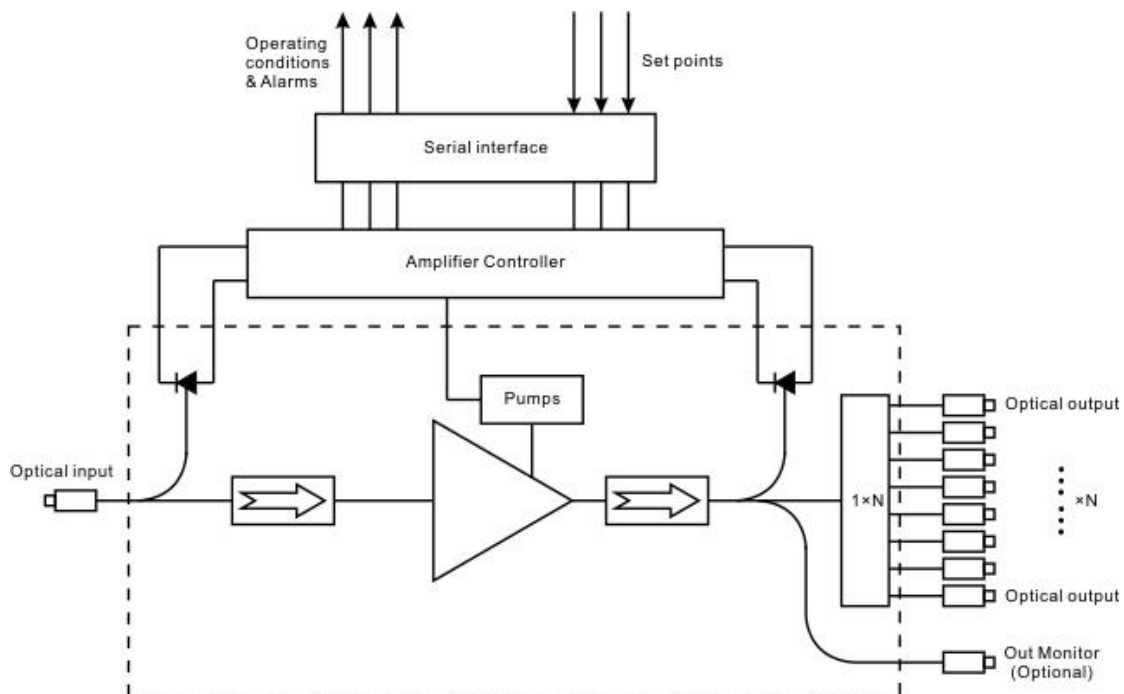 Operating
conditions
& Alarms
Set points
Serial interface
Amplifier Controller
Pumps
Optical input
Optical output
1×N
×N
Optical output
Out Monitor
(Optional)